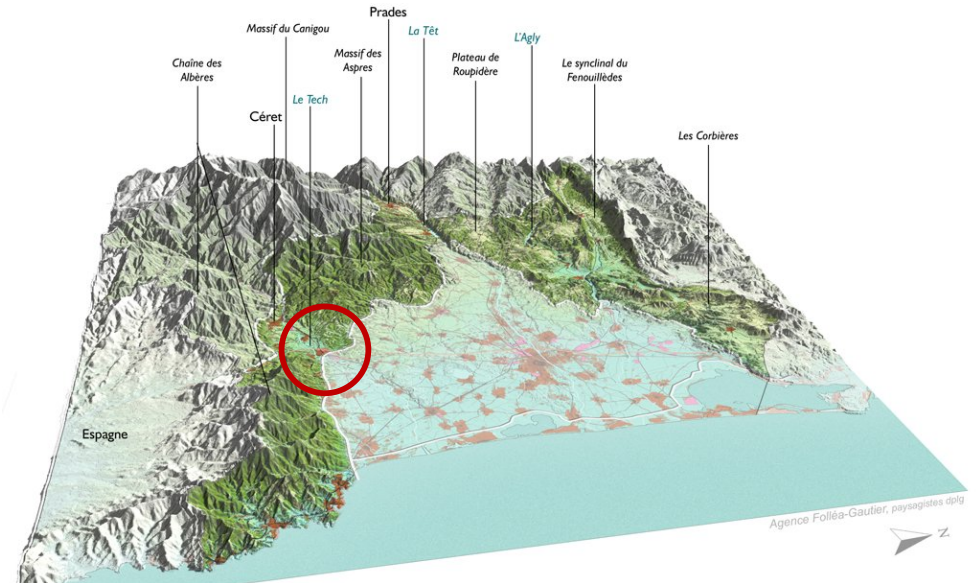 Prades
Massif du Canigou
La Têt
Massif des
Aspres
L'Agly
Plateau de
Roupidère
Chaîne des
Albères
Le synclinal du
Fenouillèdes
Le Tech
Céret
Les Corbières
Espagne
Agence Folléa-Gautier, paysagistes dplg
N